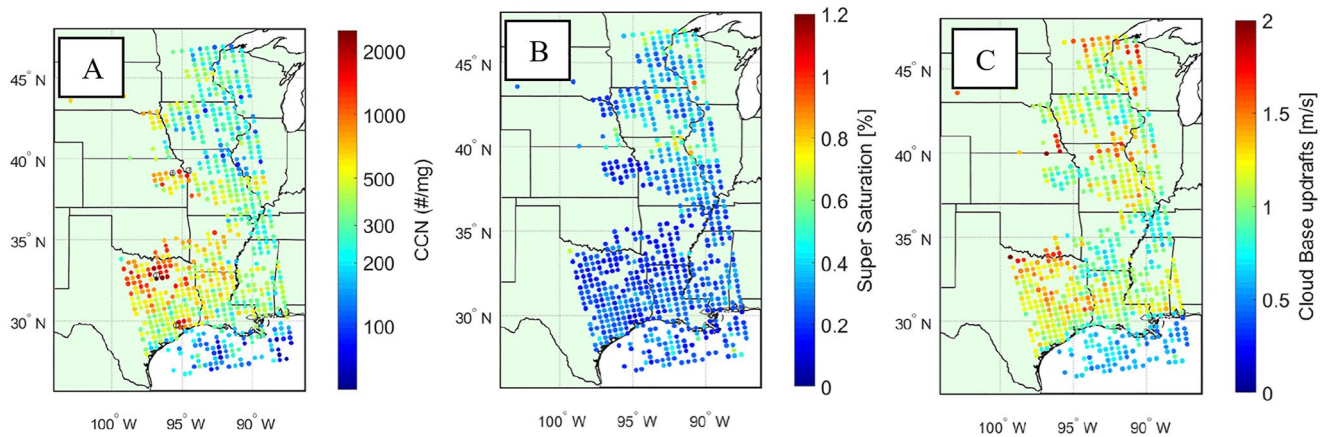 A
45° N
40° N
35° N
30° N
100° W
95° W
90° W
2000
1000
500
300
200
100
CCN (#/mg)
B
45° N
40° N
35° N
30° N
100° W
95° W
90° W
1.2
1
0.8
0.6
0.4
0.2
0
Super Saturation [%]
C
45° N
40° N
35° N
30° N
100° W
95° W
90° W
2
1.5
1
0.5
0
Cloud Base updrafts [m/s]